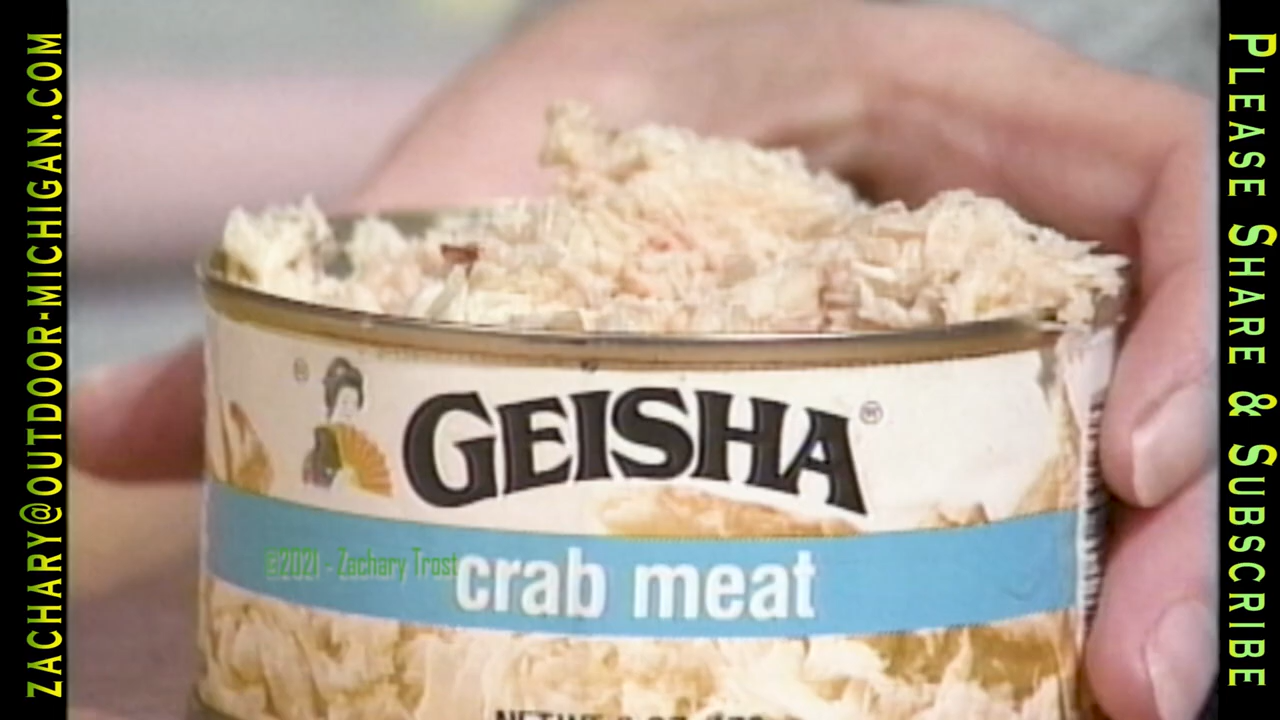 ZACHARY@OUTDOOR-MICHIGAN.COM
®
GEISHA®
©2021 - Zachary Trost
crab meat
PLEASE SHARE & SUBSCRIBE